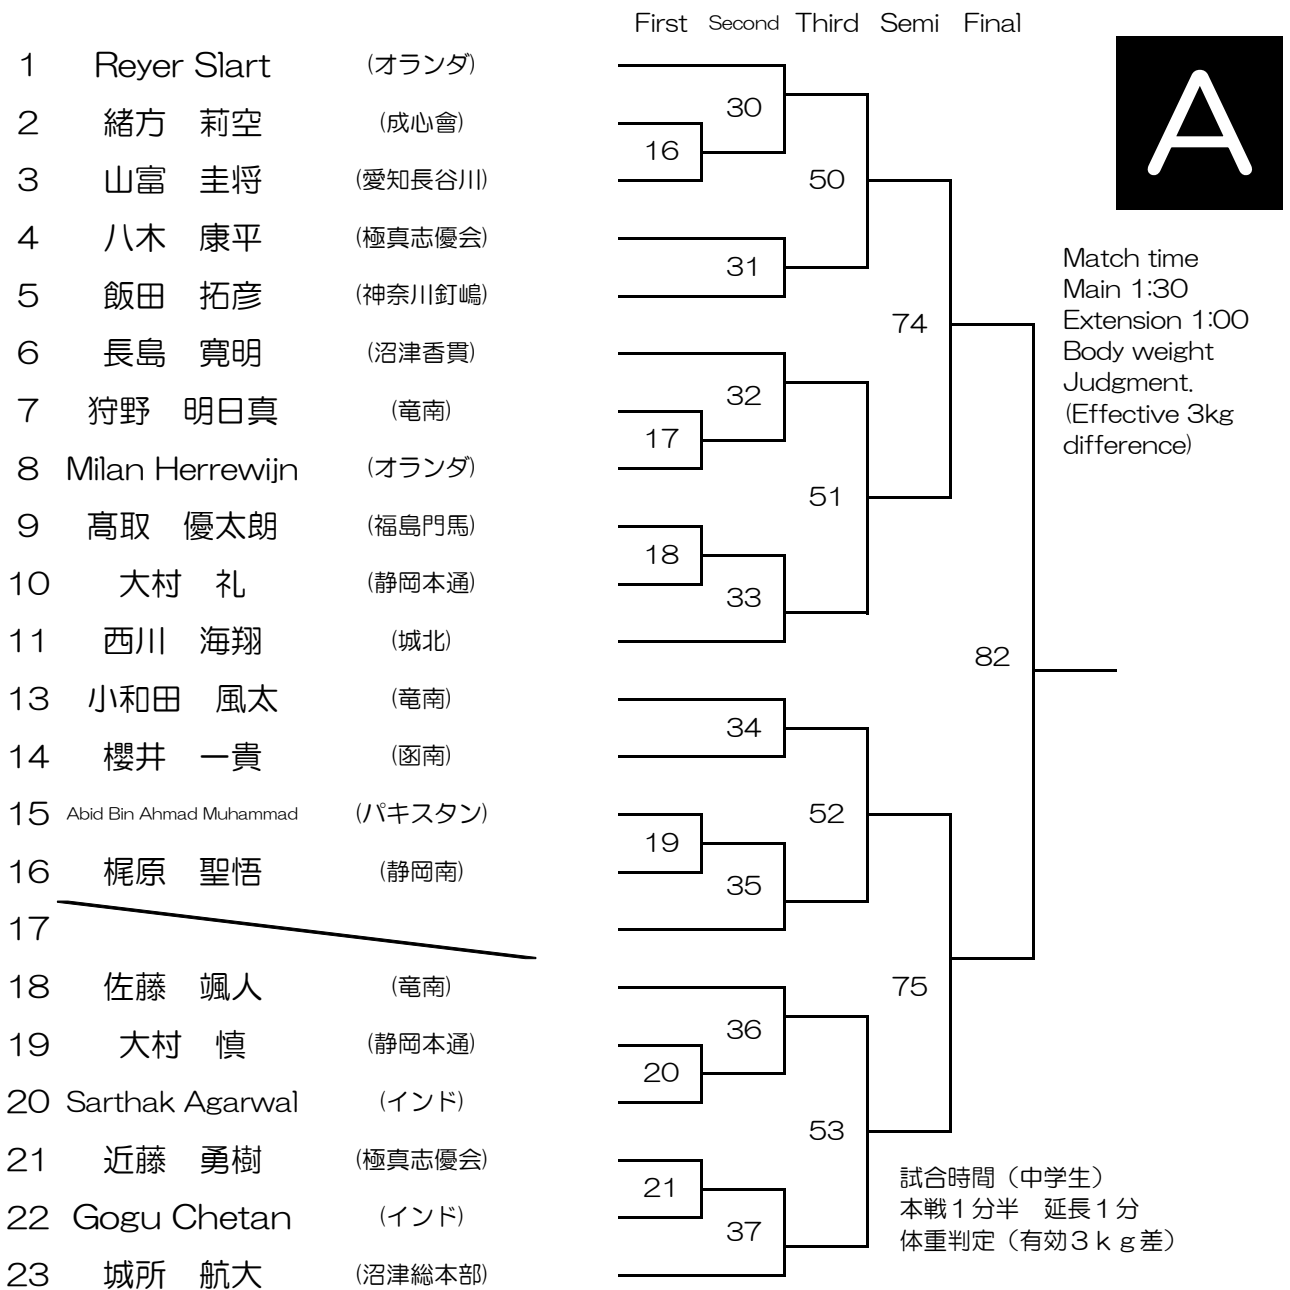 First Second Third Semi Final
A
1 Reyer Slart (オランダ)
2 緒方 莉空 (成心會)
3 山富 圭将 (愛知長谷川)
4 八木 康平 (極真志優会)
5 飯田 拓彦 (神奈川釘嶋)
6 長島 寛明 (沼津香貫)
7 狩野 明日真 (竜南)
8 Milan Herrewijn (オランダ)
9 髙取 優太朗 (福島門馬)
10 大村 礼 (静岡本通)
11 西川 海翔 (城北)
13 小和田 風太 (竜南)
14 櫻井 一貴 (函南)
15 Abid Bin Ahmad Muhammad (パキスタン)
16 梶原 聖悟 (静岡南)
17
18 佐藤 颯人 (竜南)
19 大村 慎 (静岡本通)
20 Sarthak Agarwal (インド)
21 近藤 勇樹 (極真志優会)
22 Gogu Chetan (インド)
23 城所 航大 (沼津総本部)
16
17
18
19
20
21
30
31
32
33
34
35
36
37
50
51
52
53
74
75
82
Match time
Main 1:30
Extension 1:00
Body weight
Judgment.
(Effective 3kg
difference)
試合時間（中学生）
本戦１分半 延長１分
体重判定（有効３ｋｇ差）